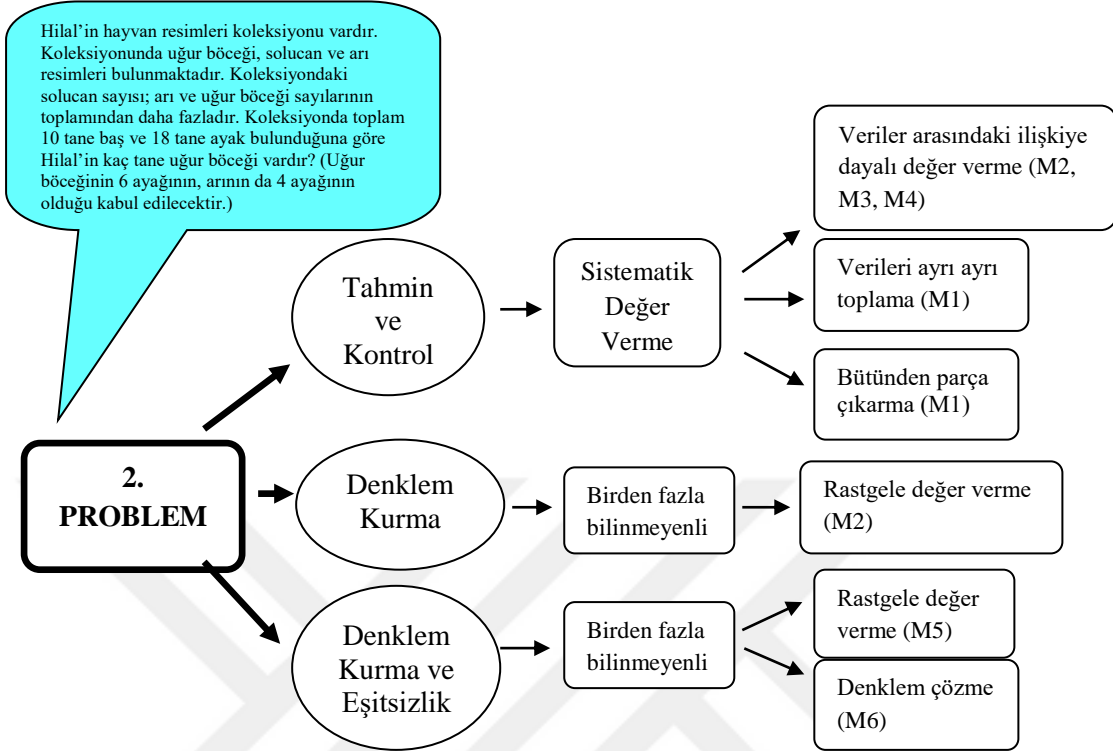 Hilal’in hayvan resimleri koleksiyonu vardır.
Koleksiyonunda uğur böceği, solucan ve arı
resimleri bulunmaktadır. Koleksiyondaki
solucan sayısı; arı ve uğur böceği sayılarının
toplamından daha fazladır. Koleksiyonda toplam
10 tane baş ve 18 tane ayak bulunduğuna göre
Hilal’in kaç tane uğur böceği vardır? (Uğur
böceğinin 6 ayağının, arının da 4 ayağının
olduğu kabul edilecektir.)
2.
PROBLEM
Tahmin
ve
Kontrol
Sistematik
Değer
Verme
Veriler arasındaki ilişkiye
dayalı değer verme (M2,
M3, M4)
Verileri ayrı ayrı
toplama (M1)
Bütünden parça
çıkarma (M1)
Denklem
Kurma
Birden fazla
bilinmeyenli
Rastgele değer verme
(M2)
Denklem
Kurma ve
Eşitsizlik
Birden fazla
bilinmeyenli
Rastgele değer
verme (M5)
Denklem çözme
(M6)